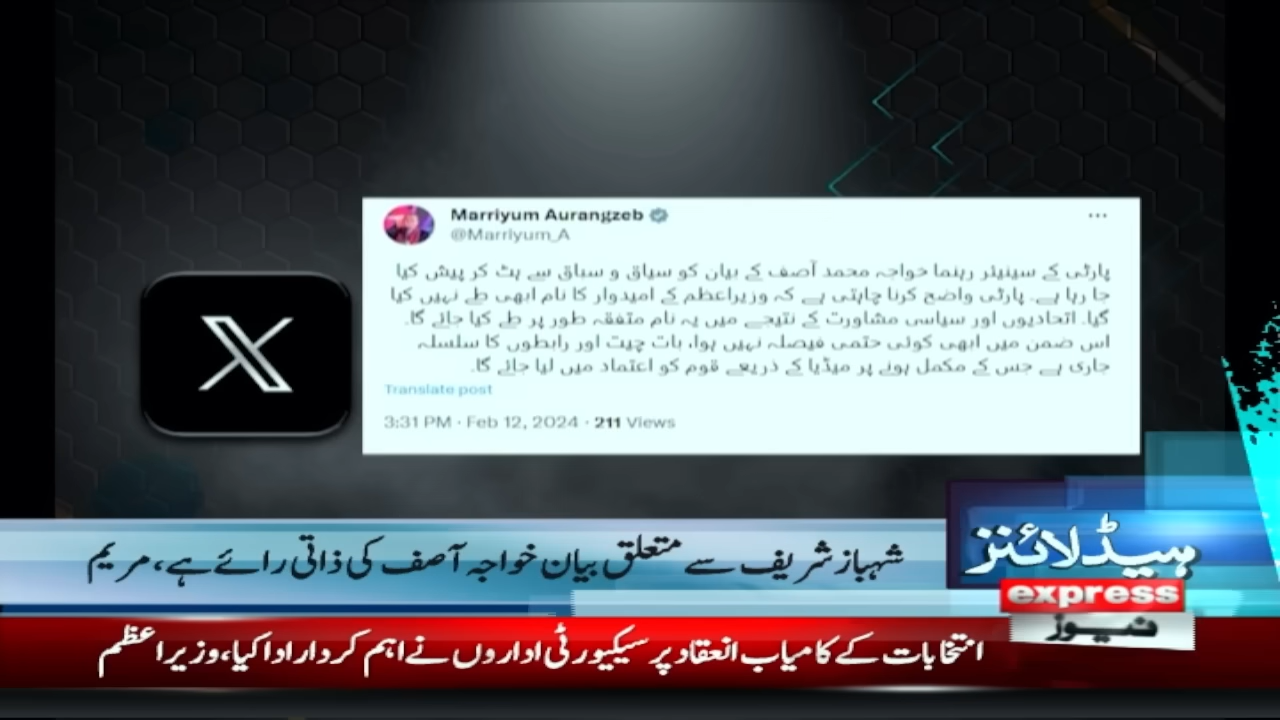 Marriyum Aurangzeb
@Marriyum_A
پارٹی کے سینیئر رہنما خواجہ محمد آصف کے بیان کو سیاق و سباق سے ہٹ کر پیش کیا
جا رہا ہے۔ پارٹی واضح کرنا چاہتی ہے کہ وزیراعظم کے امیدوار کا نام ابھی طے نہیں کیا
گیا۔ اتحادیوں اور سیاسی مشاورت کے نتیجے میں یہ نام متفقہ طور پر طے کیا جائے گا۔
اس ضمن میں ابھی کوئی حتمی فیصلہ نہیں ہوا، بات چیت اور رابطوں کا سلسلہ
جاری ہے جس کے مکمل ہونے پر میڈیا کے ذریعے قوم کو اعتماد میں لیا جائے گا۔
Translate post
3:31 PM · Feb 12, 2024 · 211 Views
ہیڈلائنز
شہباز شریف سے متعلق بیان خواجہ آصف کی ذاتی رائے ہے، مریم
express
نیوز
انتخابات کے کامیاب انعقاد پر سیکیورٹی اداروں نے اہم کردار ادا کیا، وزیراعظم